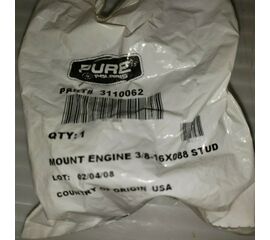 PURE
POLARIS
PART# 3110062
QTY: 1
MOUNT ENGINE 3/8-16X088 STUD
LOT: 02/04/08
COUNTRY OF ORIGIN USA